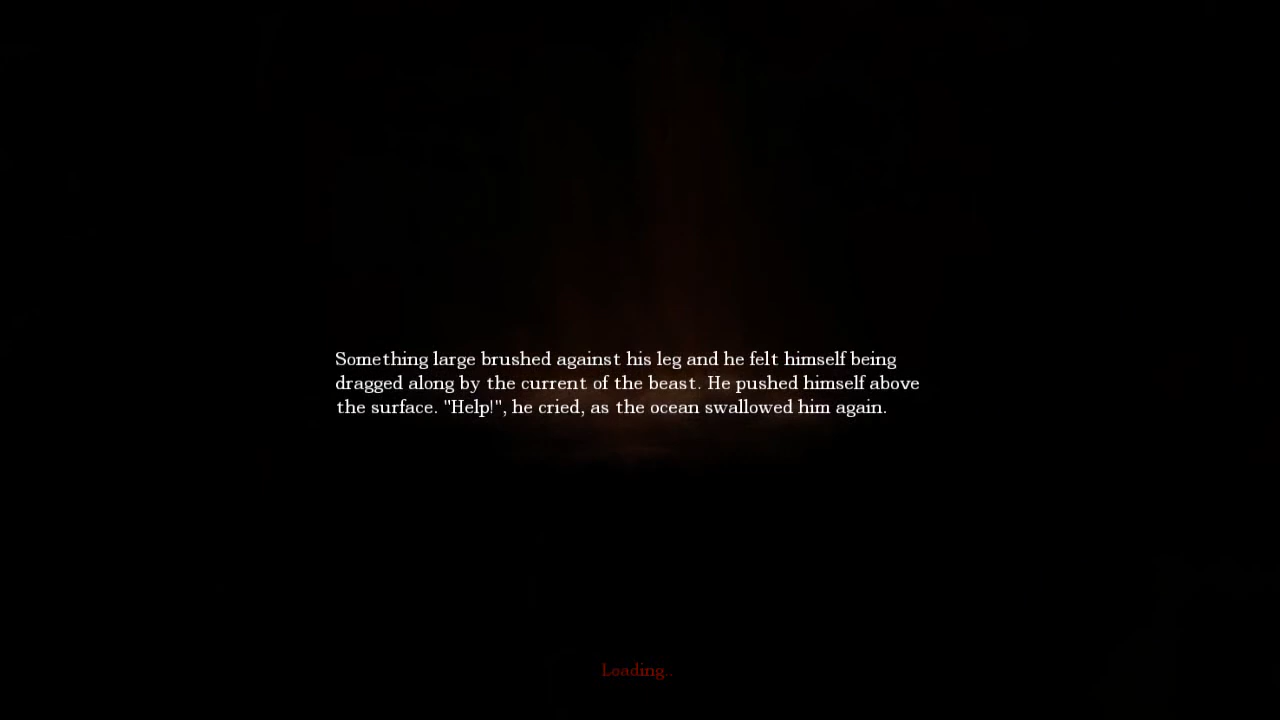 Something large brushed against his leg and he felt himself being
dragged along by the current of the beast. He pushed himself above
the surface. "Help!", he cried, as the ocean swallowed him again.
Loading..